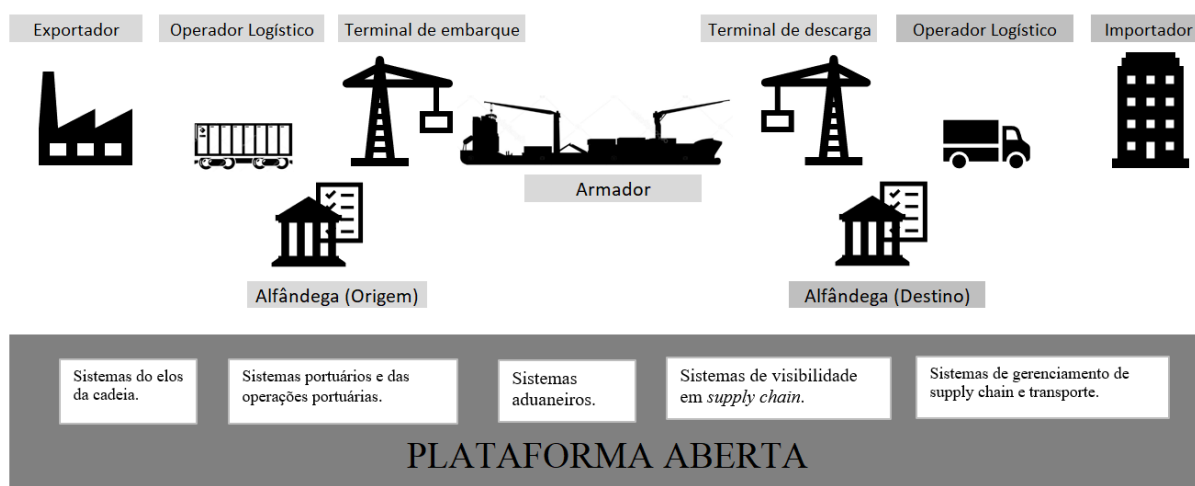 Exportador
Operador Logístico
Terminal de embarque
Terminal de descarga
Operador Logístico
Importador
Armador
Alfândega (Origem)
Alfândega (Destino)
Sistemas do elos
da cadeia.
Sistemas portuários e das
operações portuárias.
Sistemas
aduaneiros.
Sistemas de visibilidade
em supply chain.
Sistemas de gerenciamento de
supply chain e transporte.
PLATAFORMA ABERTA